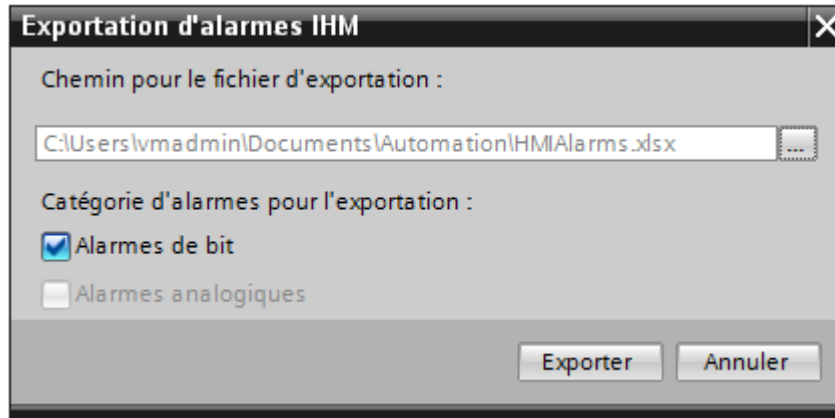 Exportation d'alarmes IHM
Chemin pour le fichier d'exportation :
C:\Users\vmadmin\Documents\Automation\HMIAlarms.xlsx ...
Catégorie d'alarmes pour l'exportation :
Alarmes de bit
Alarmes analogiques
Exporter Annuler